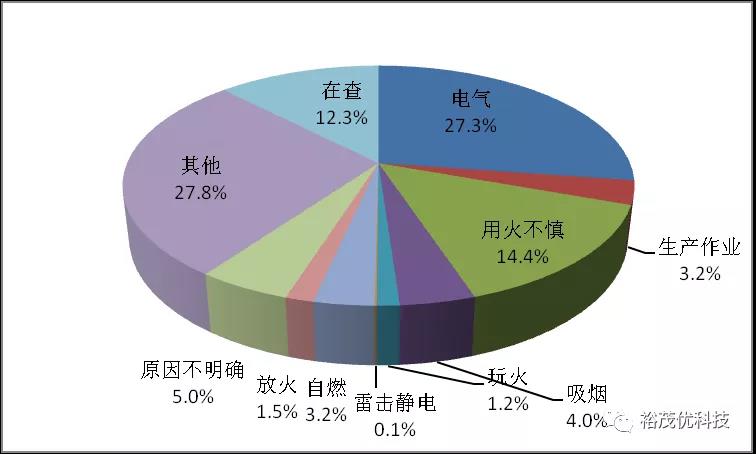 在查
12.3%
电气
27.3%
其他
27.8%
用火不慎
14.4%
生产作业
3.2%
原因不明确
5.0%
放火
1.5%
自燃
3.2%
雷击静电
0.1%
玩火
1.2%
吸烟
4.0%
裕茂优科技